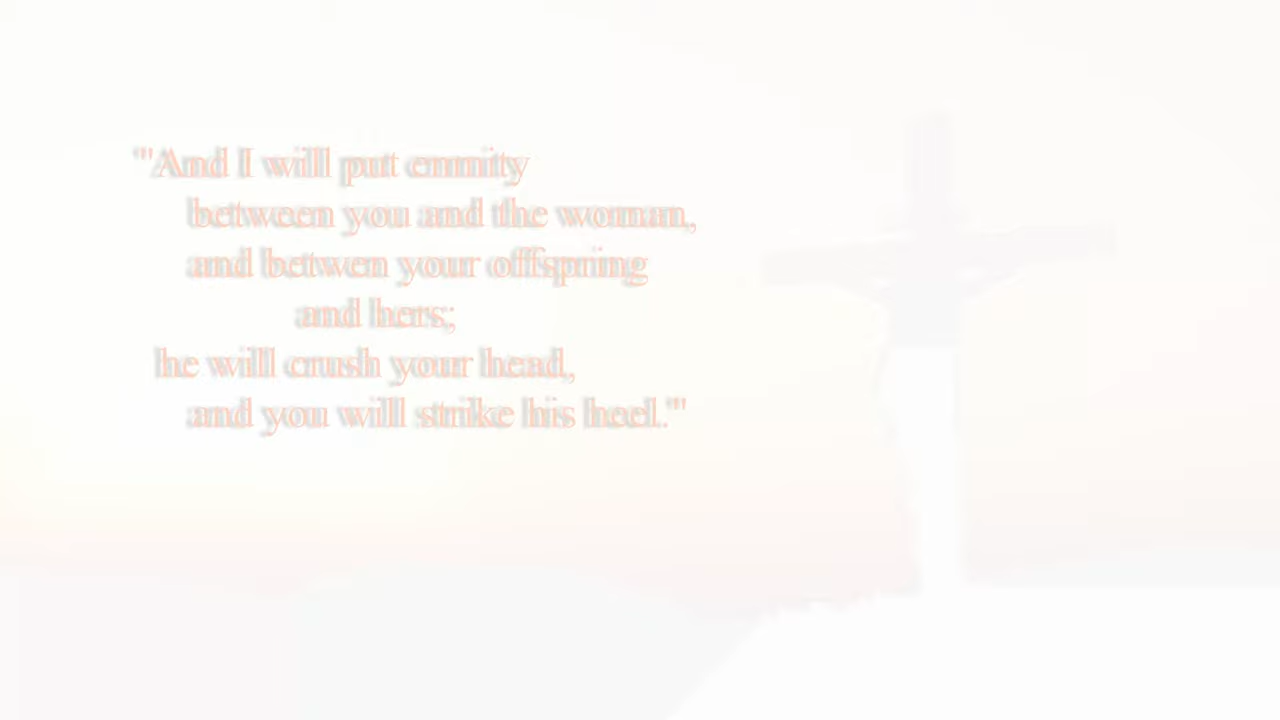 "'And I will put enmity
between you and the woman,
and betwen your offspring
and hers;
he will crush your head,
and you will strike his heel.'"